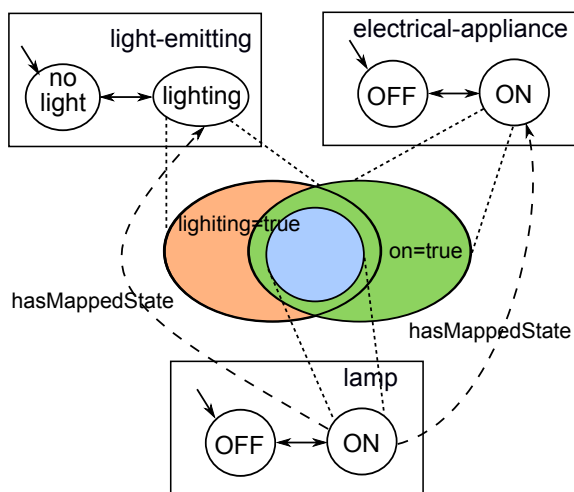 light-emitting
no
light
lighting
electrical-appliance
OFF
ON
lighiting=true
on=true
hasMappedState
hasMappedState
lamp
OFF
ON